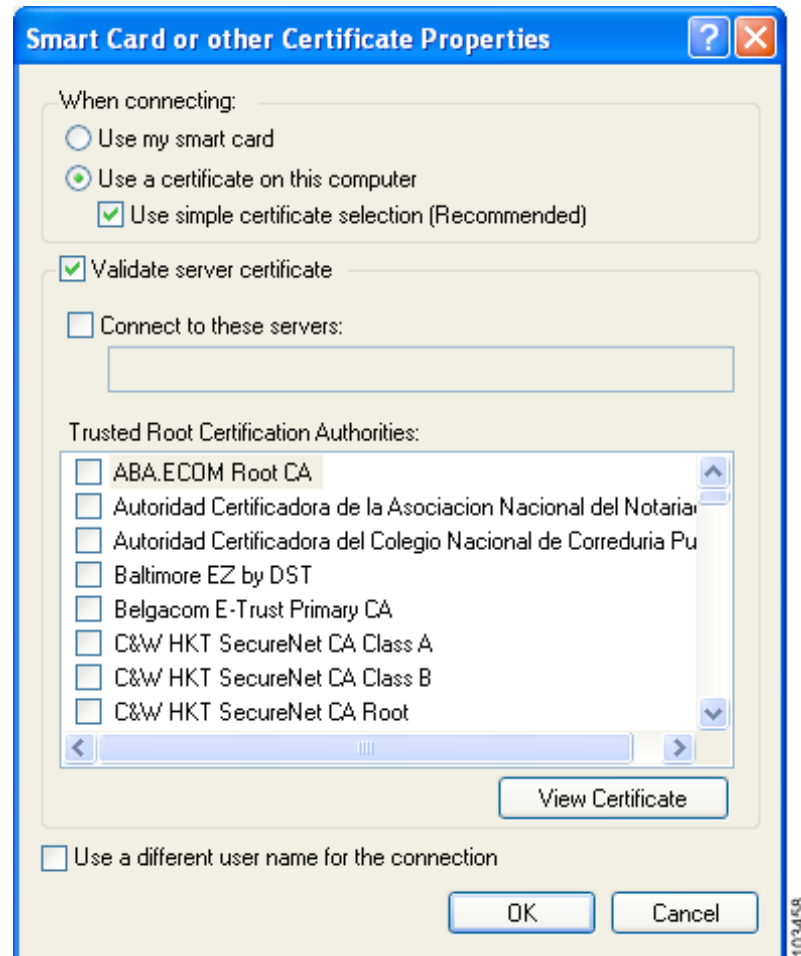 Smart Card or other Certificate Properties
When connecting:
Use my smart card
Use a certificate on this computer
Use simple certificate selection (Recommended)
Validate server certificate
Connect to these servers:
Trusted Root Certification Authorities:
ABA.ECOM Root CA
Autoridad Certificadora de la Asociacion Nacional del Notaria
Autoridad Certificadora del Colegio Nacional de Correduria Pu
Baltimore EZ by DST
Belgacom E-Trust Primary CA
C&W HKT SecureNet CA Class A
C&W HKT SecureNet CA Class B
C&W HKT SecureNet CA Root
View Certificate
Use a different user name for the connection
OK
Cancel
103458